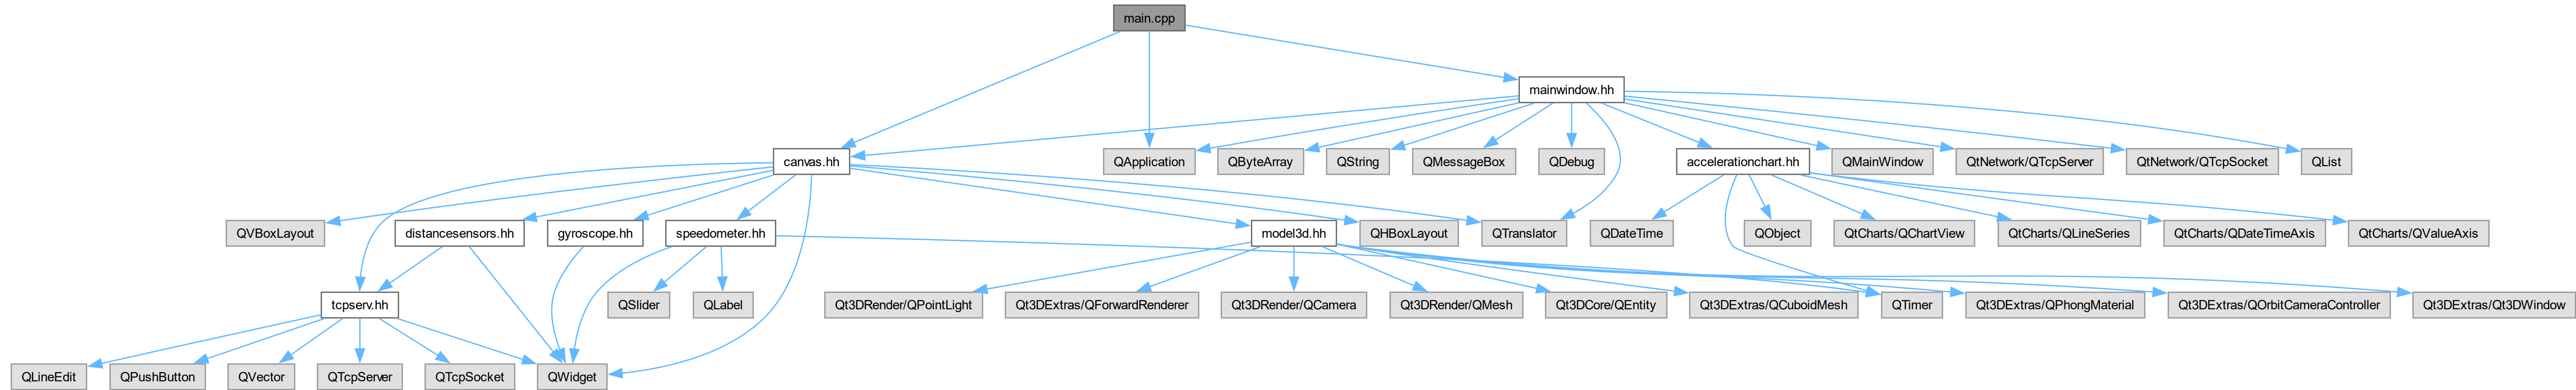 main.cpp
mainwindow.hh
canvas.hh
QApplication
QByteArray
QString
QMessageBox
QDebug
accelerationchart.hh
QMainWindow
QtNetwork/QTcpServer
QtNetwork/QTcpSocket
QList
QVBoxLayout
distancesensors.hh
gyroscope.hh
speedometer.hh
model3d.hh
QHBoxLayout
QTranslator
QDateTime
QObject
QtCharts/QChartView
QtCharts/QLineSeries
QtCharts/QDateTimeAxis
QtCharts/QValueAxis
tcpserv.hh
QSlider
QLabel
Qt3DRender/QPointLight
Qt3DExtras/QForwardRenderer
Qt3DRender/QCamera
Qt3DRender/QMesh
Qt3DCore/QEntity
Qt3DExtras/QCuboidMesh
QTimer
Qt3DExtras/QPhongMaterial
Qt3DExtras/QOrbitCameraController
Qt3DExtras/Qt3DWindow
QLineEdit
QPushButton
QVector
QTcpServer
QTcpSocket
QWidget